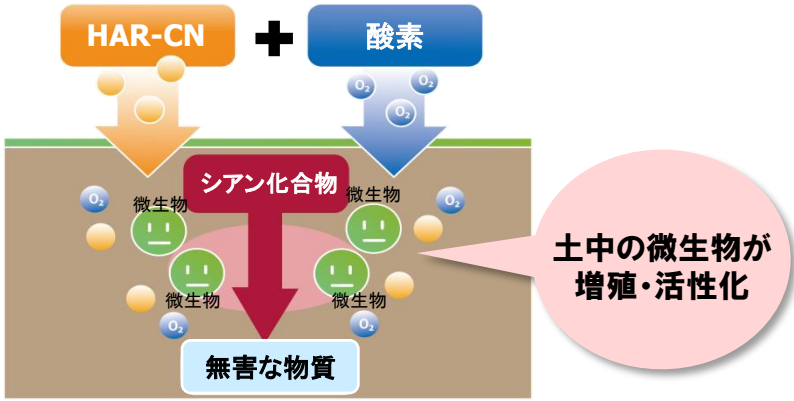 HAR-CN
+
酸素
O₂
O₂
O₂
シアン化合物
O₂
微生物
微生物
O₂
土中の微生物が
増殖・活性化
微生物
微生物
O₂
O₂
無害な物質